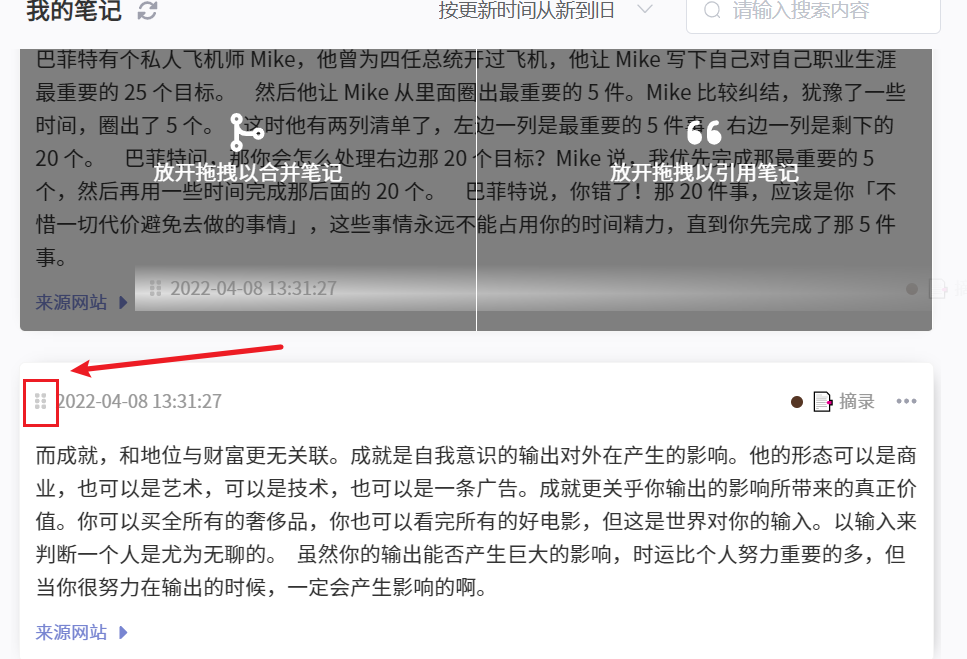 我的笔记
按更新时间从新到旧
请输入搜索内容
巴菲特有个私人飞机师 Mike，他曾为四任总统开过飞机，他让 Mike 写下自己对自己职业生涯
最重要的 25 个目标。 然后他让 Mike 从里面圈出最重要的 5 件。Mike 比较纠结，犹豫了一些
时间，圈出了 5 个。 这时他有两列清单了，左边一列是最重要的 5 件事，右边一列是剩下的
20 个。 巴菲特问，那你会怎么处理右边那 20 个目标？Mike 说，我优先完成那最重要的 5
放开拖拽以合并笔记
放开拖拽以引用笔记
个，然后再用一些时间完成那后面的 20 个。 巴菲特说，你错了！那 20 件事，应该是你「不
惜一切代价避免去做的事情」，这些事情永远不能占用你的时间精力，直到你先完成了那 5 件
事。
2022-04-08 13:31:27
来源网站
2022-04-08 13:31:27
摘录
而成就，和地位与财富更无关联。成就是自我意识的输出对外在产生的影响。他的形态可以是商
业，也可以是艺术，可以是技术，也可以是一条广告。成就更关乎你输出的影响所带来的真正价
值。你可以买全所有的奢侈品，你也可以看完所有的好电影，但这是世界对你的输入。以输入来
判断一个人是尤为无聊的。 虽然你的输出能否产生巨大的影响，时运比个人努力重要的多，但
当你很努力在输出的时候，一定会产生影响的啊。
来源网站